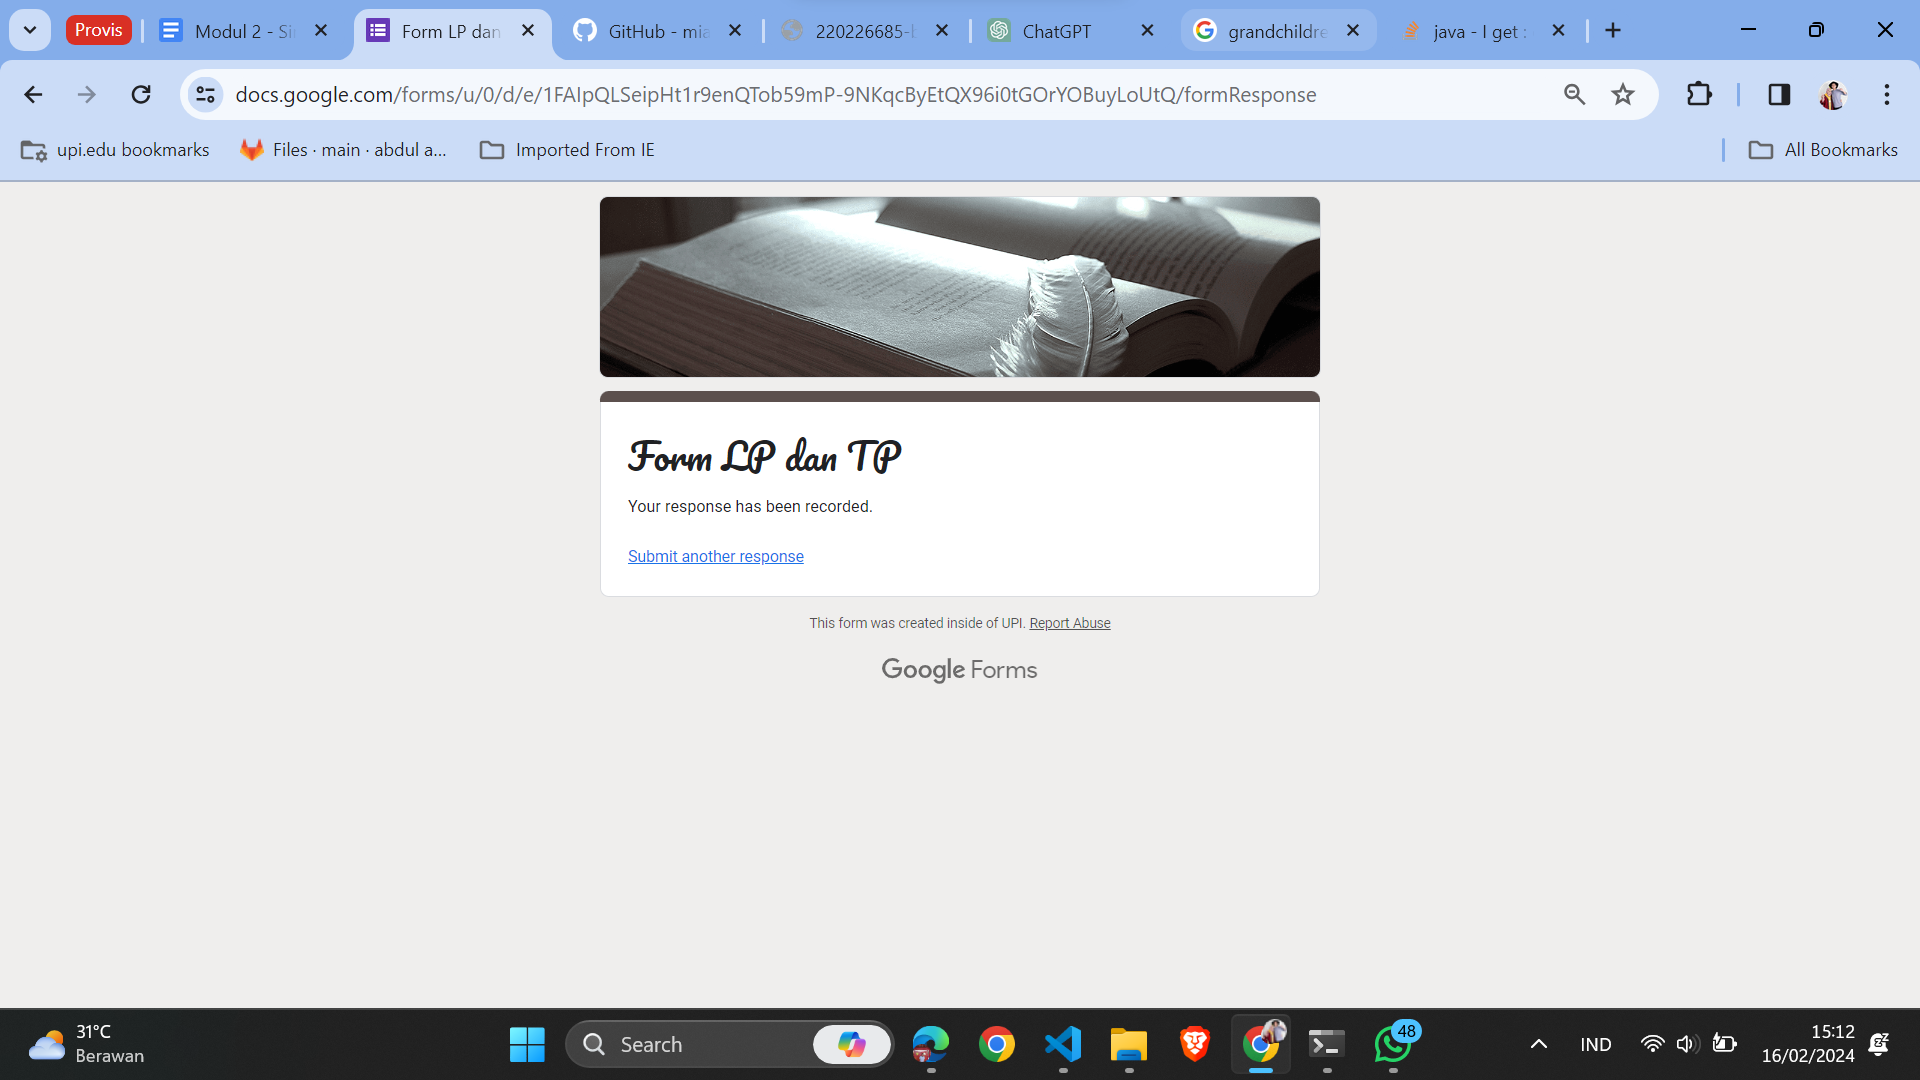 Provis
Modul 2 - Si
Form LP dan
GitHub - mia
220226685-b
ChatGPT
grandchildre
java - I get
docs.google.com/forms/u/0/d/e/1FAIpQLSeipHt1r9enQTob59mP-9NKqcByEtQX96i0tGOrYOBuyLoUtQ/formResponse
upi.edu bookmarks
Files · main · abdul a...
Imported From IE
All Bookmarks
Form LP dan TP
Your response has been recorded.
Submit another response
This form was created inside of UPI. Report Abuse
Google Forms
31°C
Berawan
Search
48
IND
15:12
16/02/2024